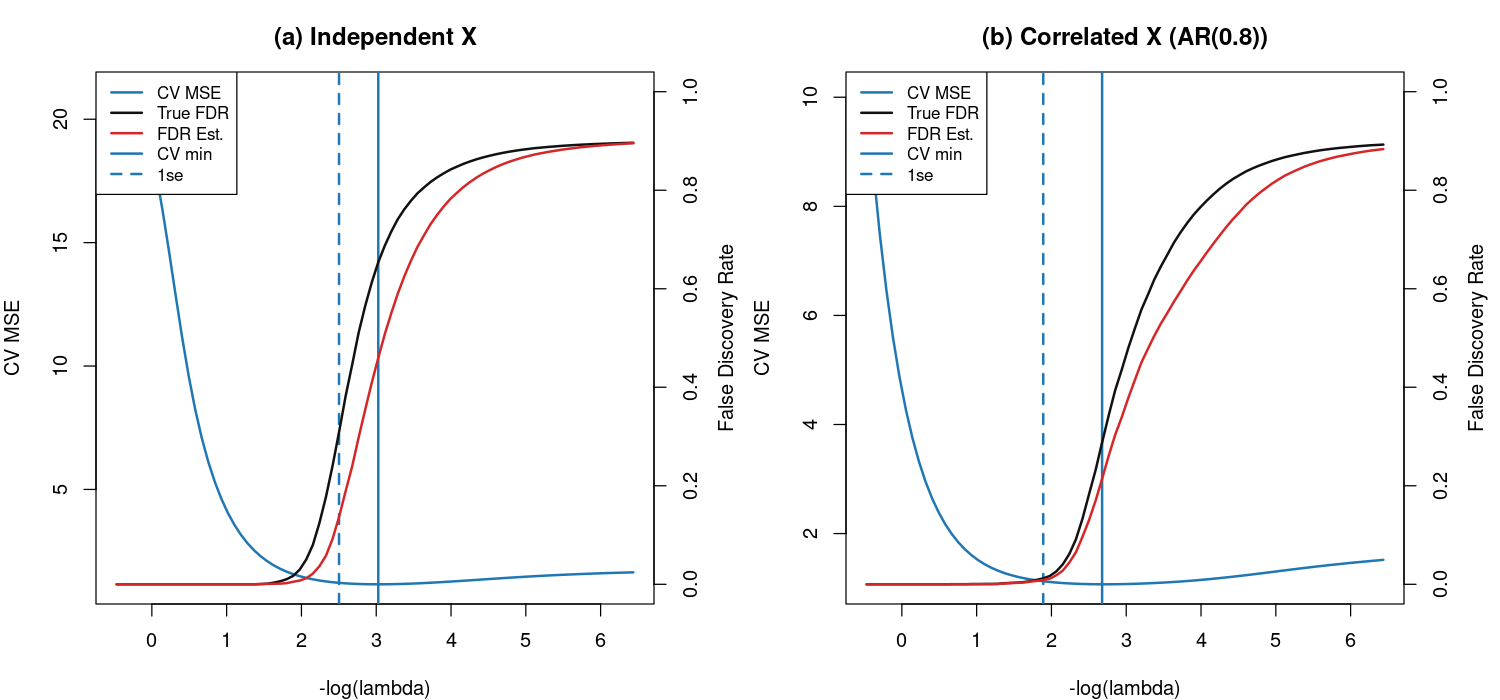 (a) Independent X
CV MSE
True FDR
FDR Est.
CV min
1se
5
10
15
20
CV MSE
0.0
0.2
0.4
0.6
0.8
1.0
False Discovery Rate
0 1 2 3 4 5 6
-log(lambda)
(b) Correlated X (AR(0.8))
CV MSE
True FDR
FDR Est.
CV min
1se
2
4
6
8
10
CV MSE
0.0
0.2
0.4
0.6
0.8
1.0
False Discovery Rate
0 1 2 3 4 5 6
-log(lambda)